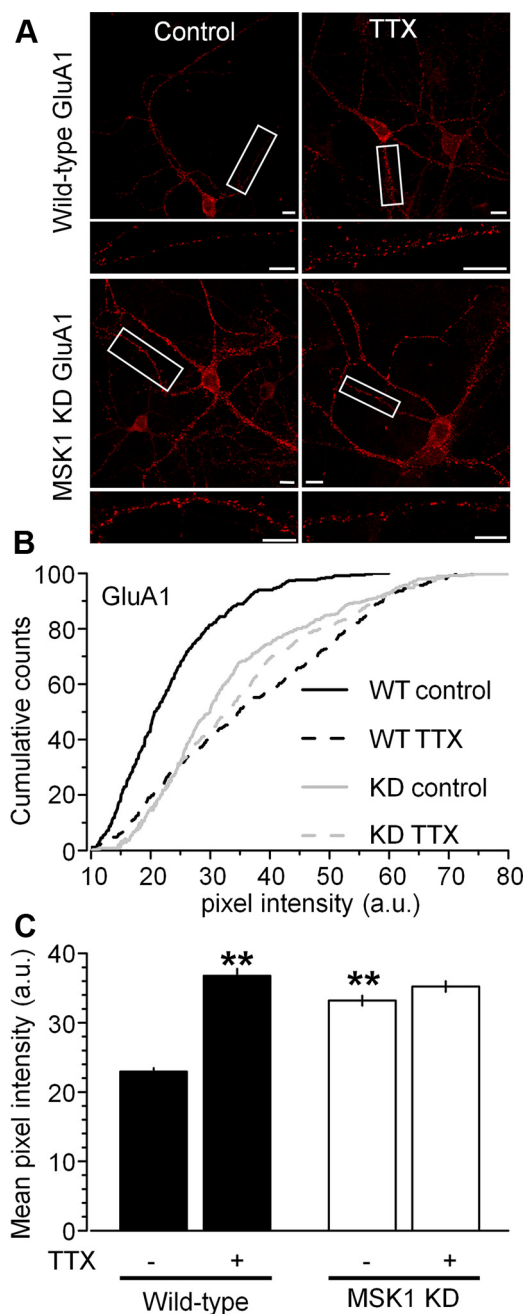 A
Control
TTX
Wild-type GluA1
MSK1 KD GluA1
B
GluA1
100
80
60
40
20
0
Cumulative counts
WT control
WT TTX
KD control
KD TTX
10 20 30 40 50 60 70 80
pixel intensity (a.u.)
C
40
30
20
20
10
0
Mean pixel intensity (a.u.)
**
**
TTX - + - +
Wild-type
MSK1 KD